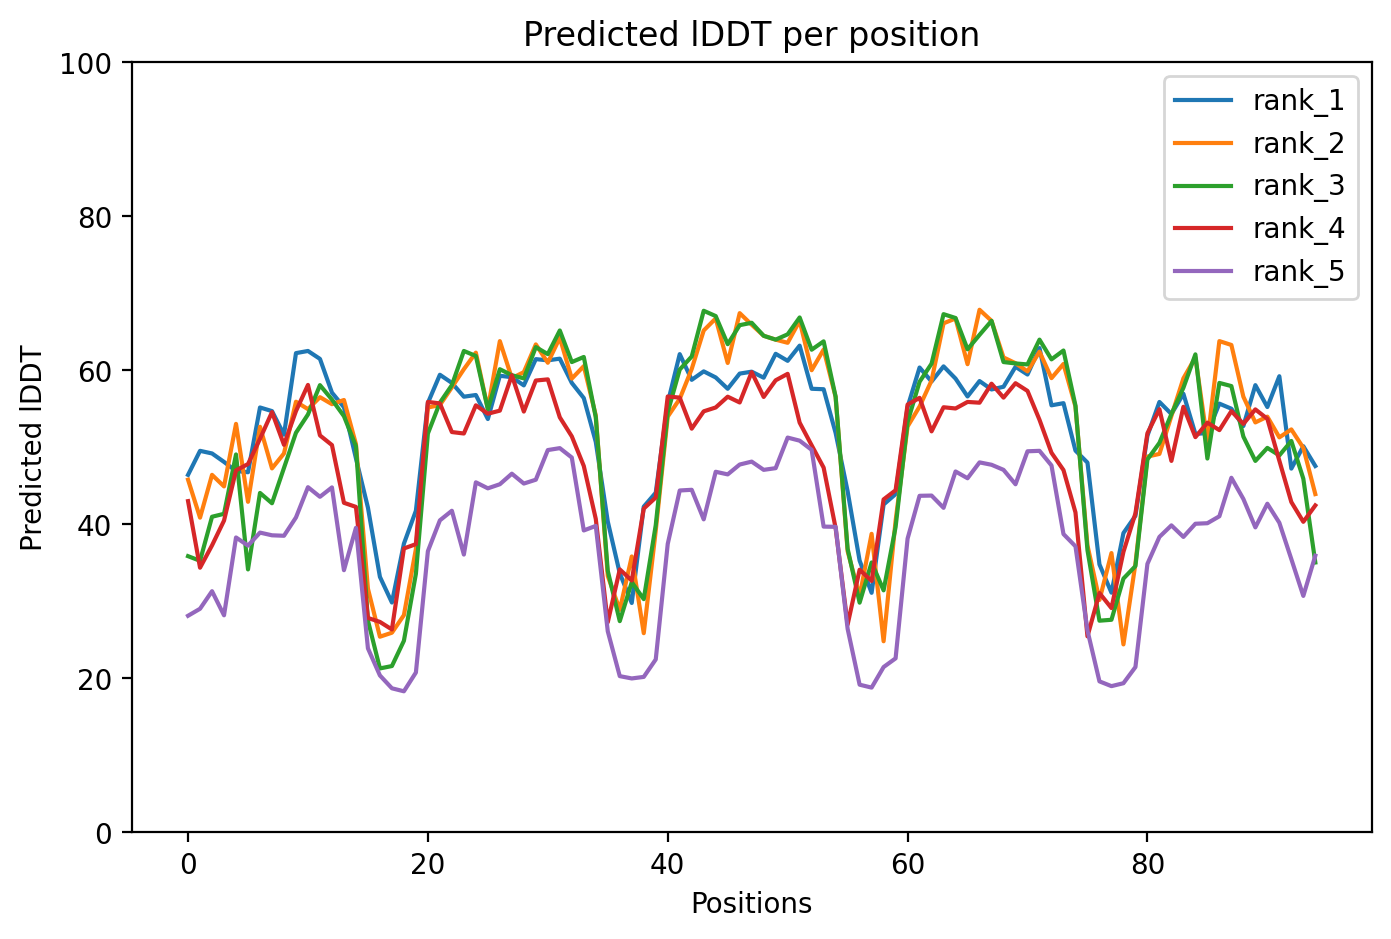 Predicted lDDT per position
100
80
60
40
20
0
Predicted lDDT
0 20 40 60 80
Positions
rank_1
rank_2
rank_3
rank_4
rank_5